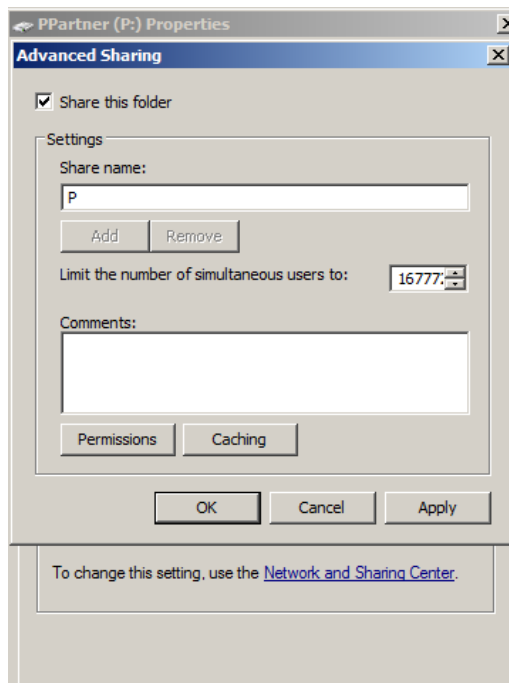 PPartner (P:) Properties
Advanced Sharing
Share this folder
Settings
Share name:
P
Add Remove
Limit the number of simultaneous users to: 16777
Comments:
Permissions Caching
OK Cancel Apply
To change this setting, use the Network and Sharing Center.